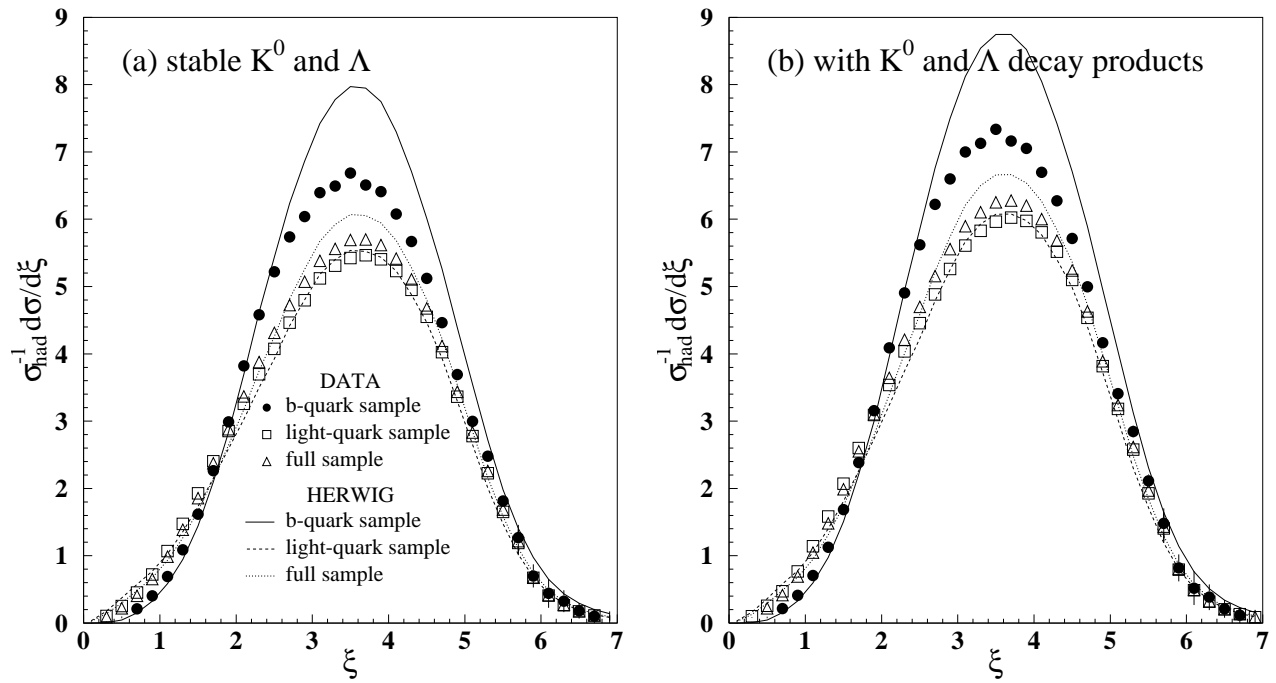 9
8
7
6
5
4
3
2
1
0
σ_had^-1 dσ/dξ
(a) stable K^0 and Λ
DATA
b-quark sample
light-quark sample
full sample
HERWIG
b-quark sample
light-quark sample
full sample
0 1 2 3 4 5 6 7
ξ
9
8
7
6
5
4
3
2
1
0
σ_had^-1 dσ/dξ
(b) with K^0 and Λ decay products
0 1 2 3 4 5 6 7
ξ